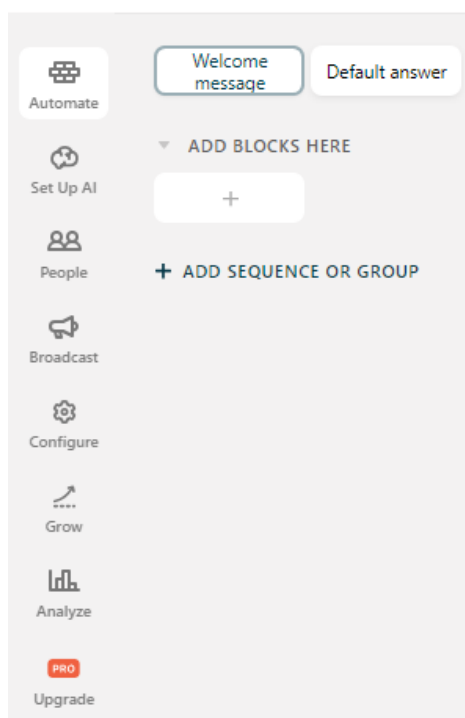 Automate
Set Up AI
People
Broadcast
Configure
Grow
Analyze
PRO
Upgrade
Welcome
message
Default answer
ADD BLOCKS HERE
+
+ ADD SEQUENCE OR GROUP